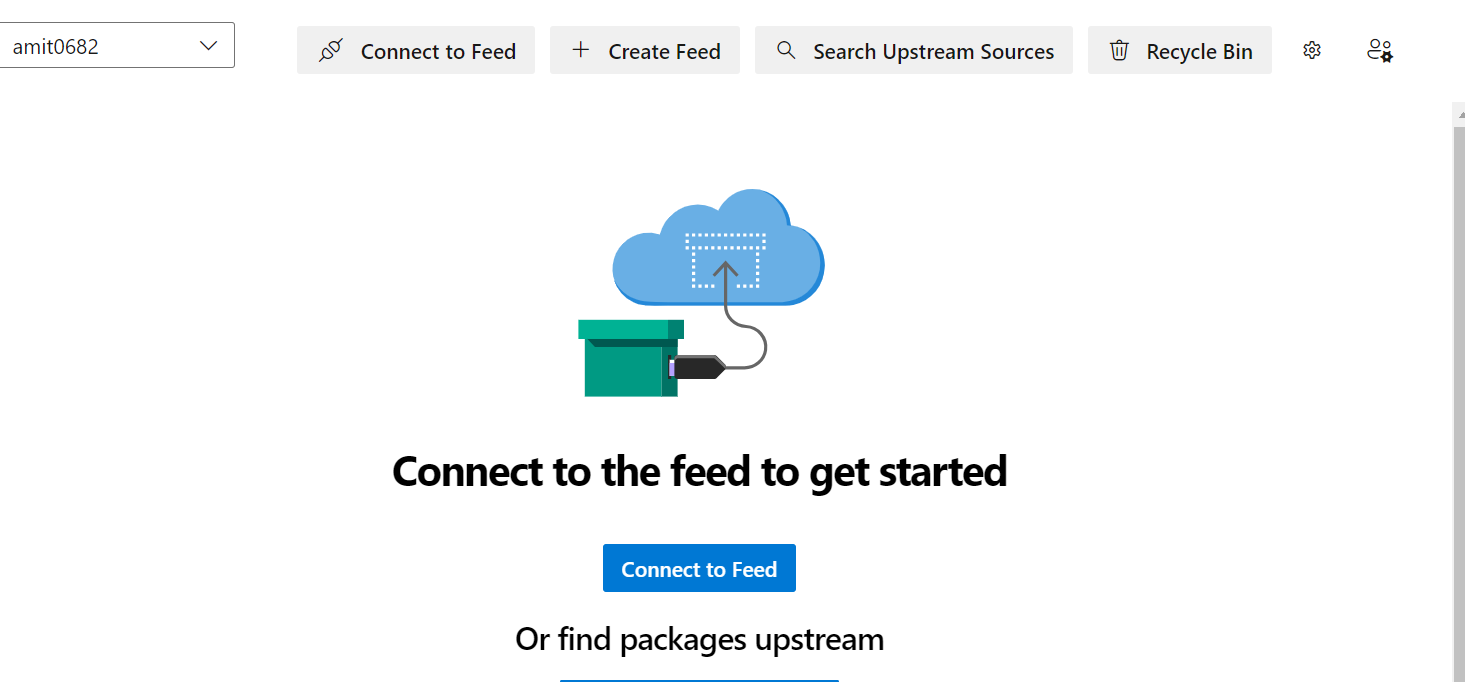 amit0682
Connect to Feed
Create Feed
Search Upstream Sources
Recycle Bin
Connect to the feed to get started
Connect to Feed
Or find packages upstream